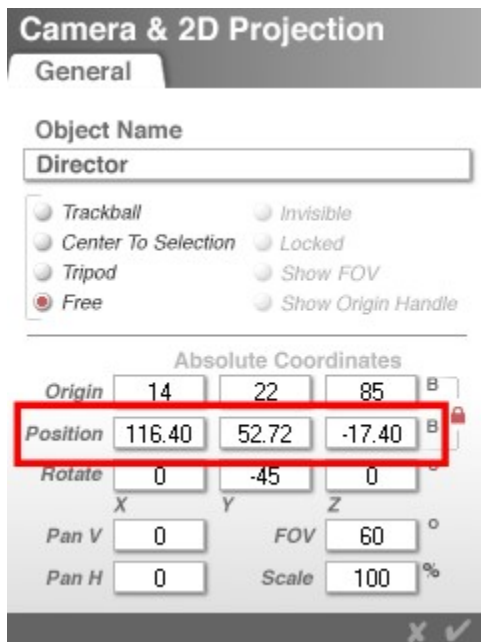 Camera & 2D Projection
General
Object Name
Director
Trackball Invisible
Center To Selection Locked
Tripod Show FOV
Free Show Origin Handle
Absolute Coordinates
Origin 14 22 85 B
Position 116.40 52.72 -17.40 B
Rotate 0 -45 0 °
X Y Z
Pan V 0 FOV 60 °
Pan H 0 Scale 100 %